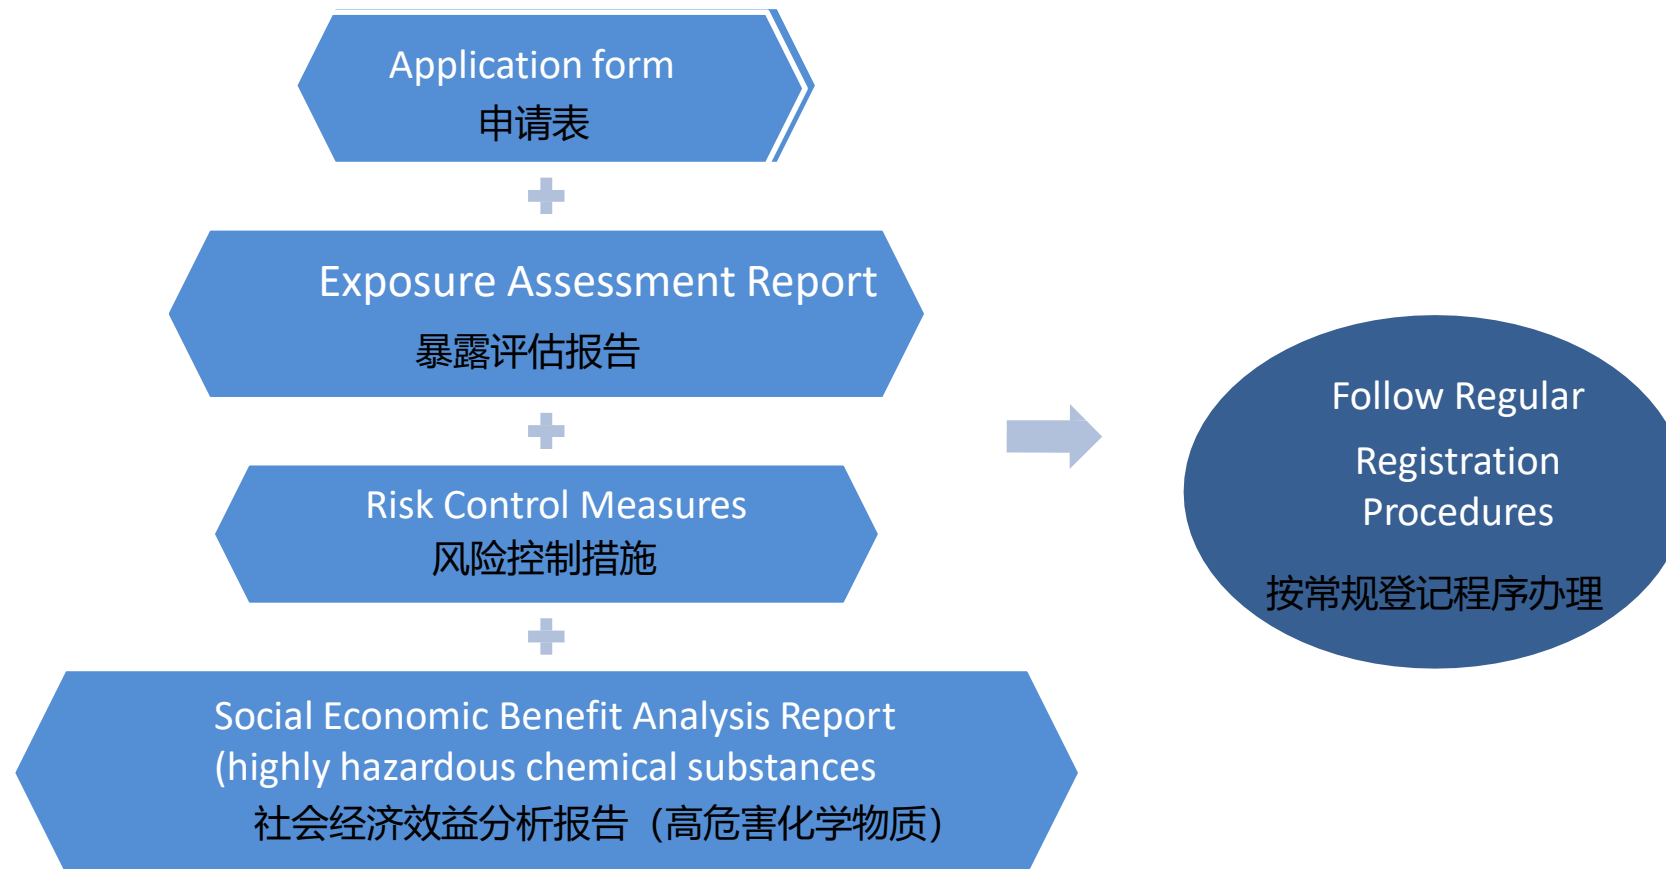 Application form
申请表
Exposure Assessment Report
暴露评估报告
Risk Control Measures
风险控制措施
Social Economic Benefit Analysis Report
(highly hazardous chemical substances
社会经济效益分析报告（高危害化学物质）
Follow Regular
Registration
Procedures
按常规登记程序办理